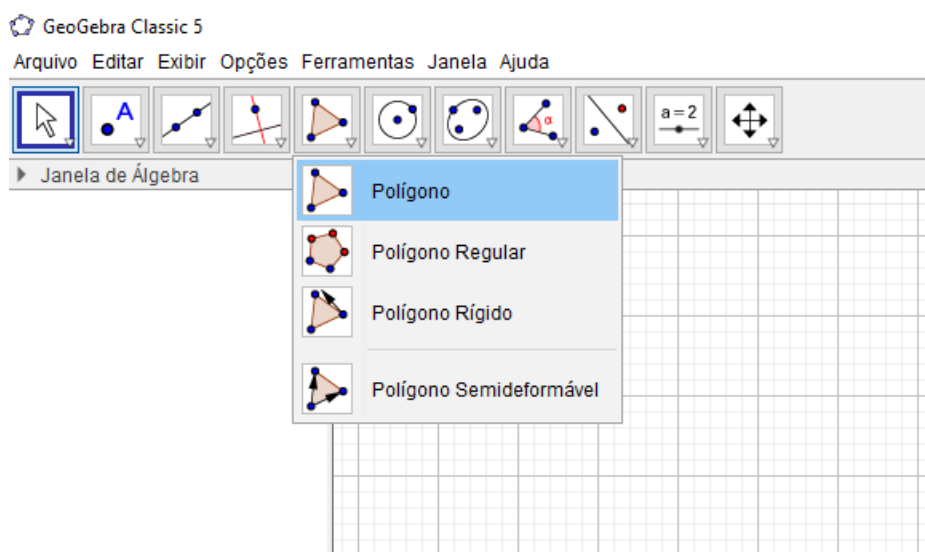 GeoGebra Classic 5
Arquivo Editar Exibir Opções Ferramentas Janela Ajuda
A
α
a=2
Janela de Álgebra
Polígono
Polígono Regular
Polígono Rígido
Polígono Semideformável